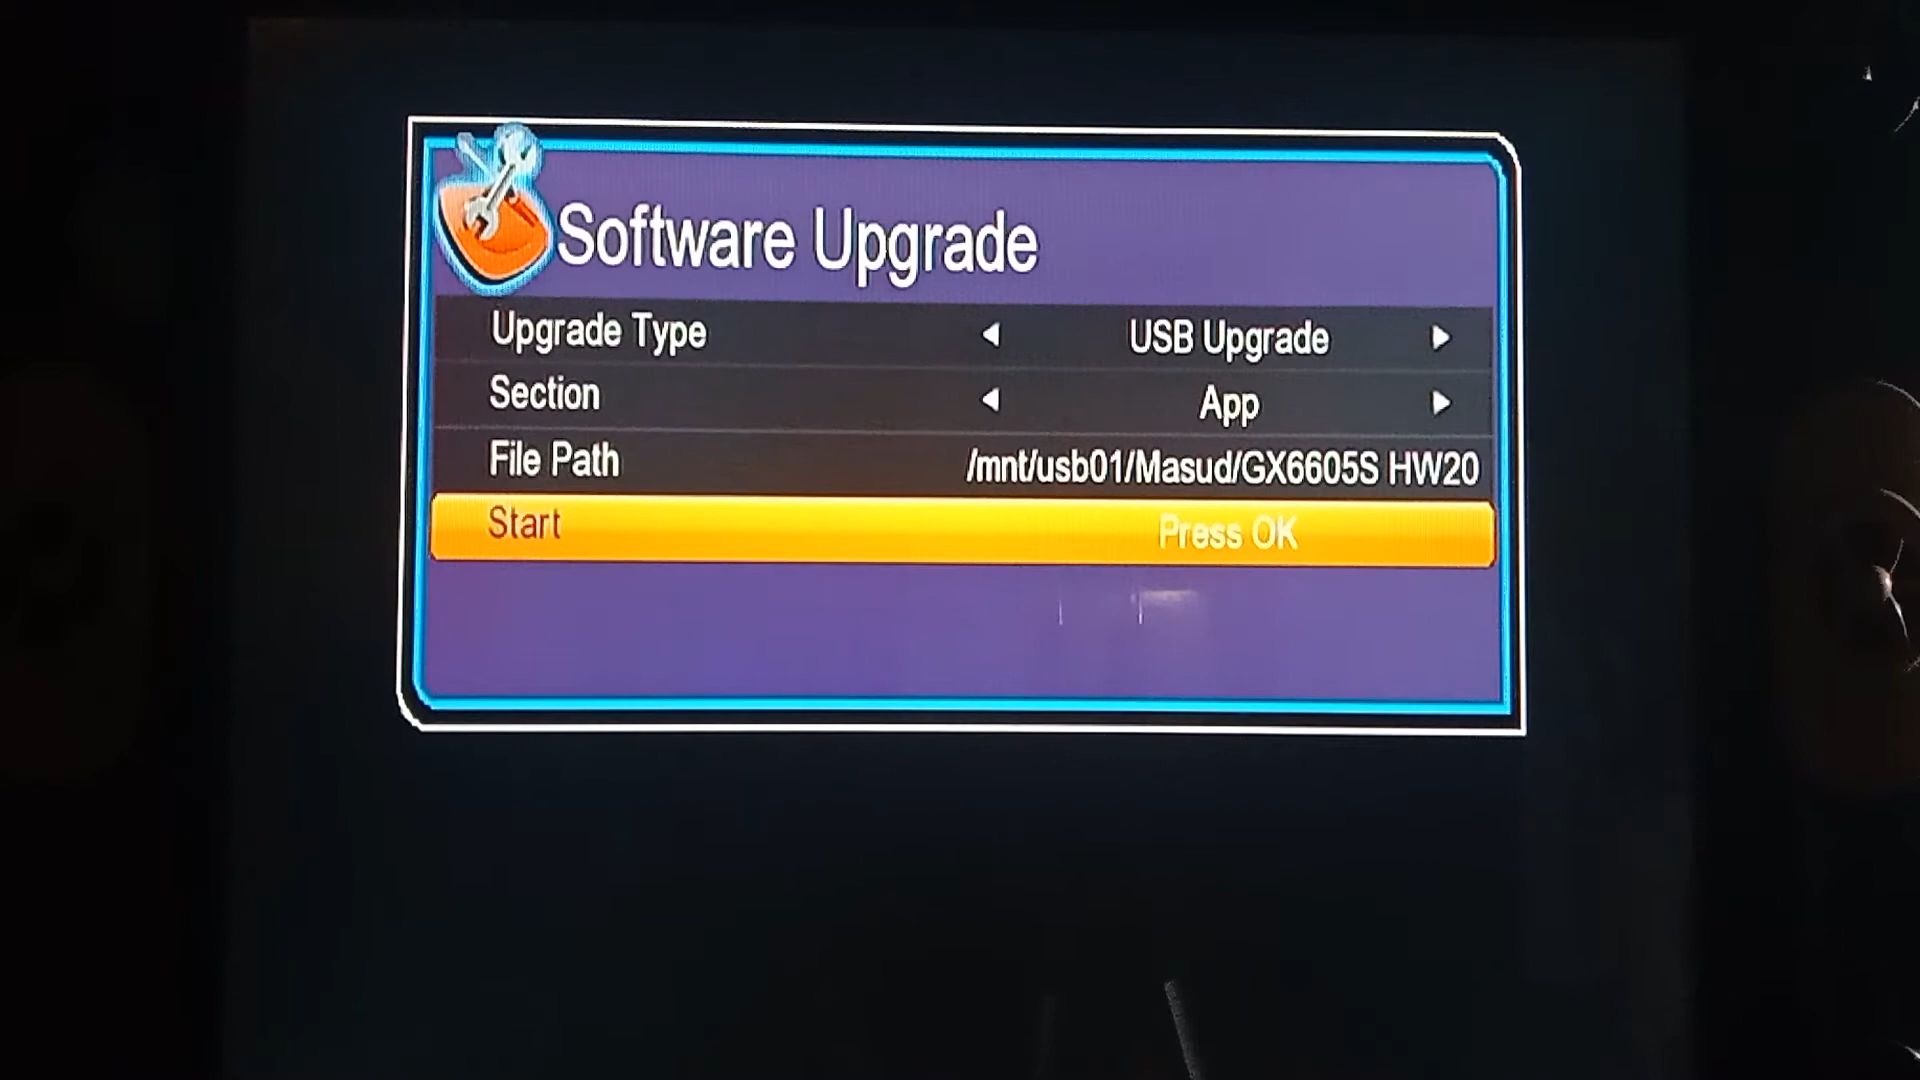 Software Upgrade
Upgrade Type USB Upgrade
Section App
File Path /mnt/usb01/Masud/GX6605S HW20
Start Press OK